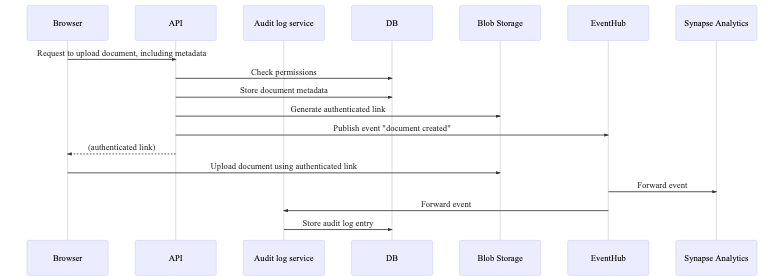 Browser API Audit log service DB Blob Storage EventHub Synapse Analytics
Request to upload document, including metadata
Check permissions
Store document metadata
Generate authenticated link
Publish event "document created"
(authenticated link)
Upload document using authenticated link
Forward event
Forward event
Store audit log entry
Browser API Audit log service DB Blob Storage EventHub Synapse Analytics